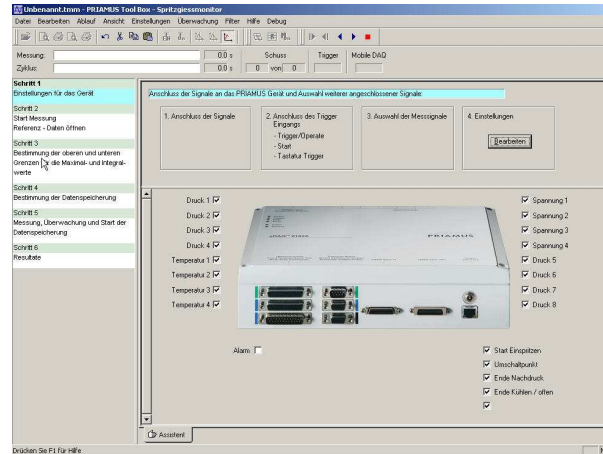 Unbenannt.tmm - PRIAMUS Tool Box - Spritzgiessmonitor
Datei Bearbeiten Ablauf Ansicht Einstellungen Überwachung Filter Hilfe Debug
Messung: 0.0 s Schuss Trigger Mobile DAQ
Zyklus: 0.0 s 0 von 0
Schritt 1
Einstellungen für das Gerät
Schritt 2
Start Messung
Referenz - Daten öffnen
Schritt 3
Bestimmung der oberen und unteren
Grenzen für die Maximal- und Integral-
werte
Schritt 4
Bestimmung der Datenspeicherung
Schritt 5
Messung, Überwachung und Start der
Datenspeicherung
Schritt 6
Resultate
Anschluss der Signale an das PRIAMUS Gerät und Auswahl weiterer angeschlossener Signale:
1. Anschluss der Signale
2. Anschluss des Trigger
Eingangs
- Trigger/Operate
- Start
- Tastatur Trigger
3. Auswahl der Messsignale
4. Einstellungen
Bearbeiten
Druck 1
Druck 2
Druck 3
Druck 4
Temperatur 1
Temperatur 2
Temperatur 3
Temperatur 4
PRIAMUS
Spannung 1
Spannung 2
Spannung 3
Spannung 4
Druck 5
Druck 6
Druck 7
Druck 8
Alarm
Start Einspritzen
Umschaltpunkt
Ende Nachdruck
Ende Kühlen / öffen
Assistent
Drücken Sie F1 für Hilfe